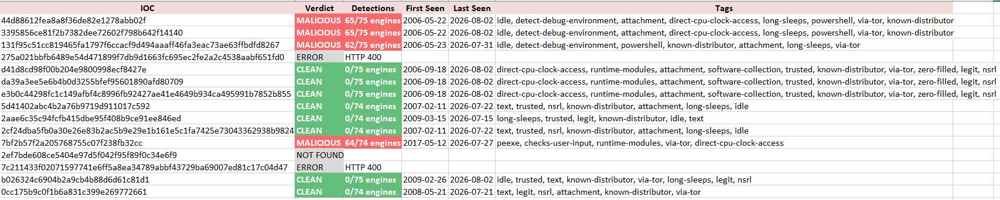 IOC Verdict Detections First Seen Last Seen Tags
44d88612fea8a8f36de82e1278abb02f MALICIOUS 65/75 engines 2006-05-22 2026-08-02 idle, detect-debug-environment, attachment, direct-cpu-clock-access, long-sleeps, powershell, via-tor, known-distributor
3395856ce81f2b7382dee72602f798b642f14140 MALICIOUS 65/75 engines 2006-05-22 2026-08-02 idle, detect-debug-environment, attachment, direct-cpu-clock-access, long-sleeps, powershell, via-tor, known-distributor
131f95c51cc819465fa1797f6ccacf9d494aaaff46fa3eac73ae63ffbdfd8267 MALICIOUS 62/75 engines 2006-05-23 2026-07-31 idle, detect-debug-environment, powershell, known-distributor, attachment, long-sleeps, via-tor
275a021bbfb6489e54d471899f7db9d1663fc695ec2fe2a2c4538aabf651fd0 ERROR HTTP 400
d41d8cd98f00b204e9800998ecf8427e CLEAN 0/75 engines 2006-09-18 2026-08-02 direct-cpu-clock-access, runtime-modules, attachment, software-collection, trusted, known-distributor, via-tor, zero-filled, legit, nsrl
da39a3ee5e6b4b0d3255bfef95601890afd80709 CLEAN 0/75 engines 2006-09-18 2026-08-02 direct-cpu-clock-access, runtime-modules, attachment, software-collection, trusted, known-distributor, via-tor, zero-filled, legit, nsrl
e3b0c44298fc1c149afbf4c8996fb92427ae41e4649b934ca495991b7852b855 CLEAN 0/75 engines 2006-09-18 2026-08-02 direct-cpu-clock-access, runtime-modules, attachment, software-collection, trusted, known-distributor, via-tor, zero-filled, legit, nsrl
5d41402abc4b2a76b9719d911017c592 CLEAN 0/74 engines 2007-02-11 2026-07-22 text, trusted, nsrl, known-distributor, attachment, long-sleeps, idle
2aae6c35c94fcfb415dbe95f408b9ce91ee846ed CLEAN 0/74 engines 2009-03-15 2026-07-15 long-sleeps, trusted, legit, known-distributor, idle, text
2cf24dba5fb0a30e26e83b2ac5b9e29e1b161e5c1fa7425e73043362938b9824 CLEAN 0/74 engines 2007-02-11 2026-07-22 text, trusted, nsrl, known-distributor, attachment, long-sleeps, idle
7bf2b57f2a205768755c07f238fb32cc MALICIOUS 64/74 engines 2017-05-12 2026-07-27 peexe, checks-user-input, runtime-modules, via-tor, direct-cpu-clock-access
2ef7bde608ce5404e97d5f042f95f89f0c34e6f9 NOT FOUND
7c211433f02071597741e6ff5a8ea34789abbf43729ba69007ed81c17c04d47 ERROR HTTP 400
b026324c6904b2a9cb4b88d6d61c81d1 CLEAN 0/75 engines 2009-02-26 2026-08-02 idle, trusted, text, known-distributor, via-tor, long-sleeps, legit, nsrl
0cc175b9c0f1b6a831c399e269772661 CLEAN 0/74 engines 2008-05-21 2026-07-21 text, legit, nsrl, attachment, known-distributor, via-tor